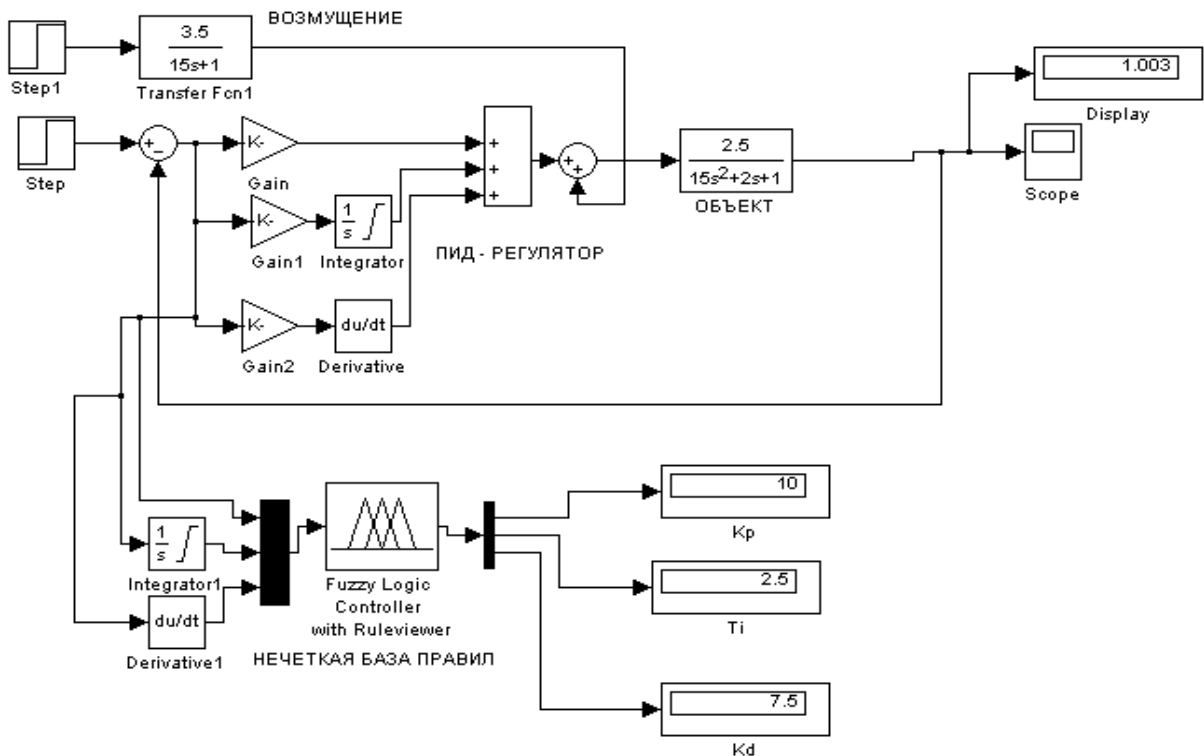 ВОЗМУЩЕНИЕ
3.5
15s+1
Step1
Transfer Fcn1
1.003
Display
+
−
K-
Step
Gain
+
+
+
+
+
2.5
15s²+2s+1
ОБЪЕКТ
Scope
K-
1
s
Gain1
Integrator
ПИД - РЕГУЛЯТОР
K-
du/dt
Gain2
Derivative
10
Kp
1
s
Integrator1
Fuzzy Logic
Controller
with Ruleviewer
2.5
Ti
du/dt
Derivative1
НЕЧЕТКАЯ БАЗА ПРАВИЛ
7.5
Kd